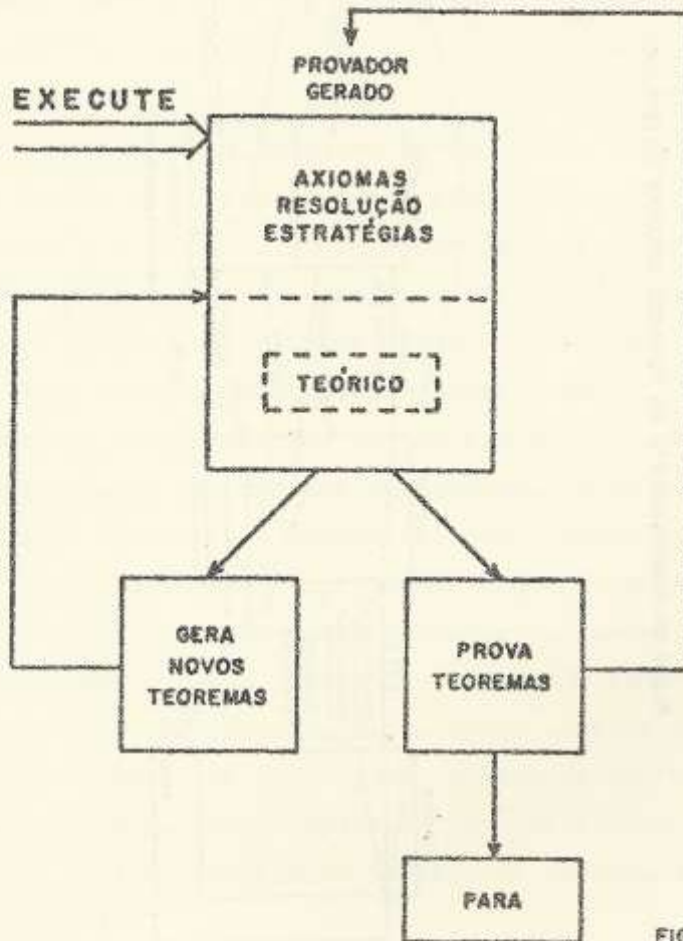 PROVADOR
GERADO
EXECUTE
AXIOMAS
RESOLUÇÃO
ESTRATÉGIAS
TEÓRICO
GERA
NOVOS
TEOREMAS
PROVA
TEOREMAS
PARA